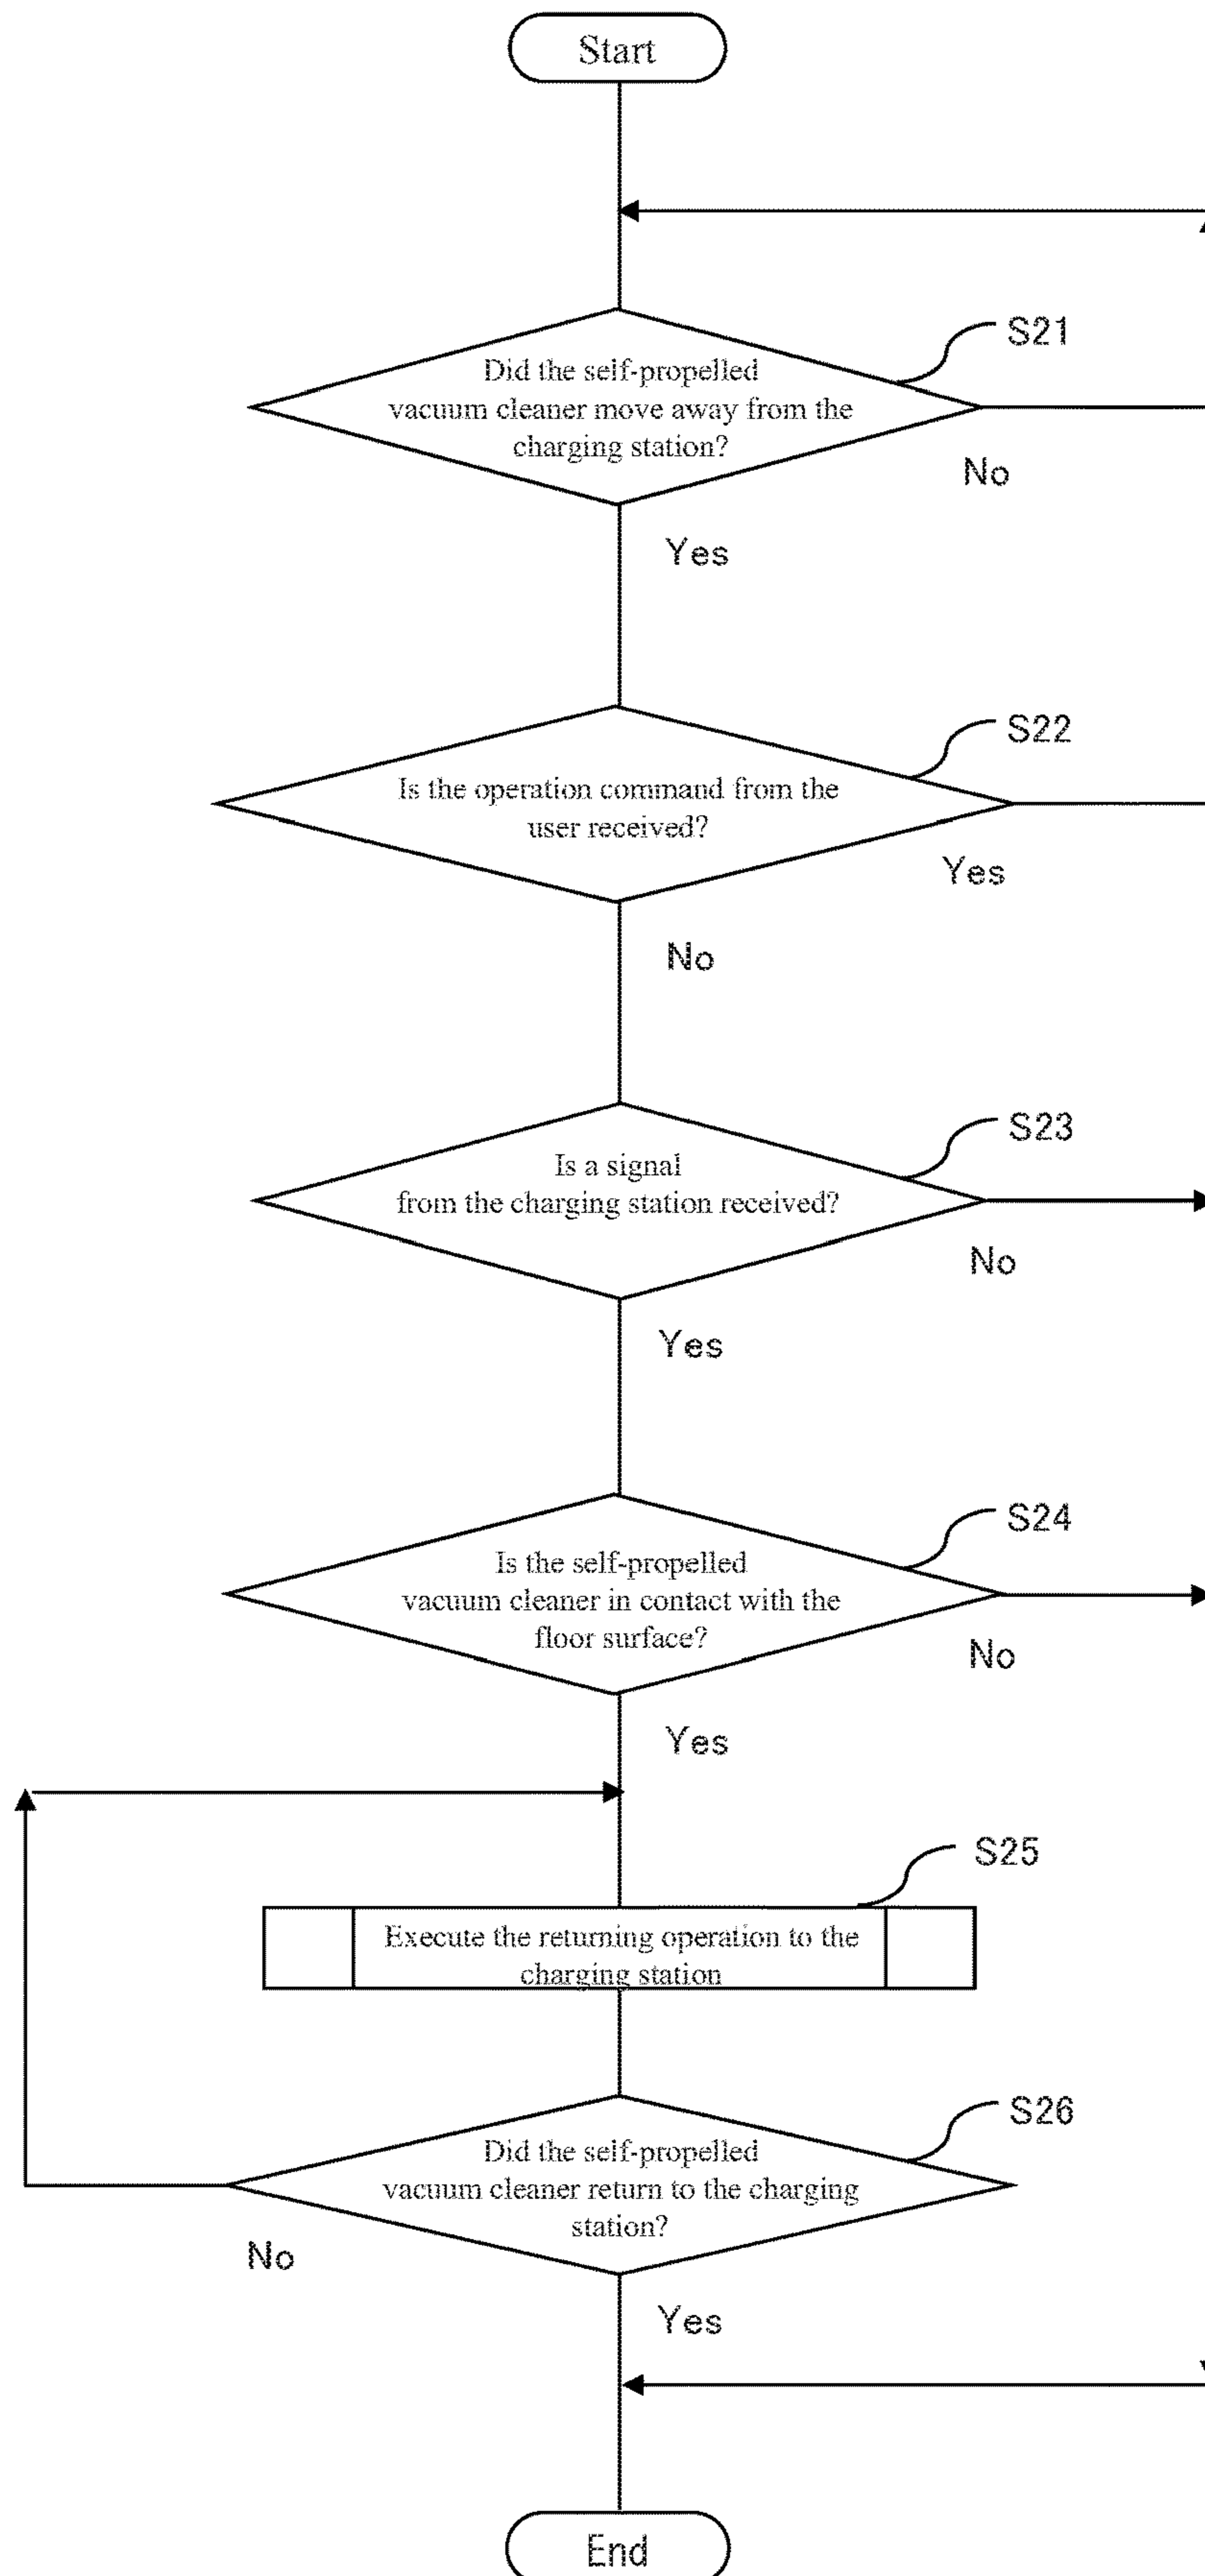 Start
S21
Did the self-propelled
vacuum cleaner move away from the
charging station?
No
Yes
S22
Is the operation command from the
user received?
Yes
No
S23
Is a signal
from the charging station received?
No
Yes
S24
Is the self-propelled
vacuum cleaner in contact with the
floor surface?
No
Yes
S25
Execute the returning operation to the
charging station
S26
Did the self-propelled
vacuum cleaner return to the charging
station?
No
Yes
End